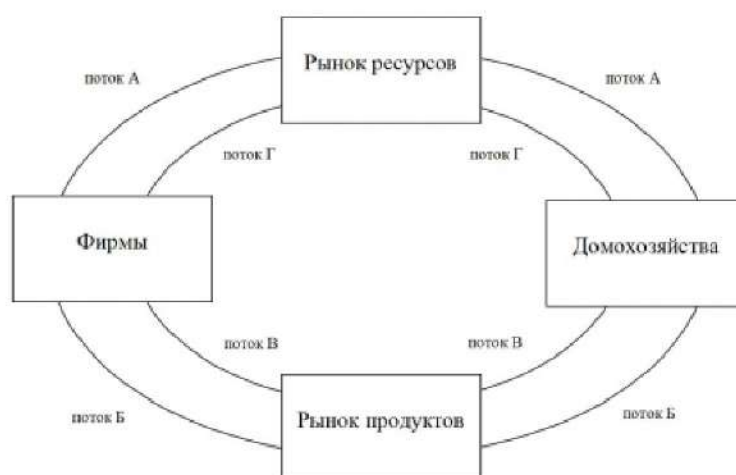 Рынок ресурсов
поток А
поток А
поток Г
поток Г
Фирмы
Домохозяйства
поток В
поток В
Рынок продуктов
поток Б
поток Б